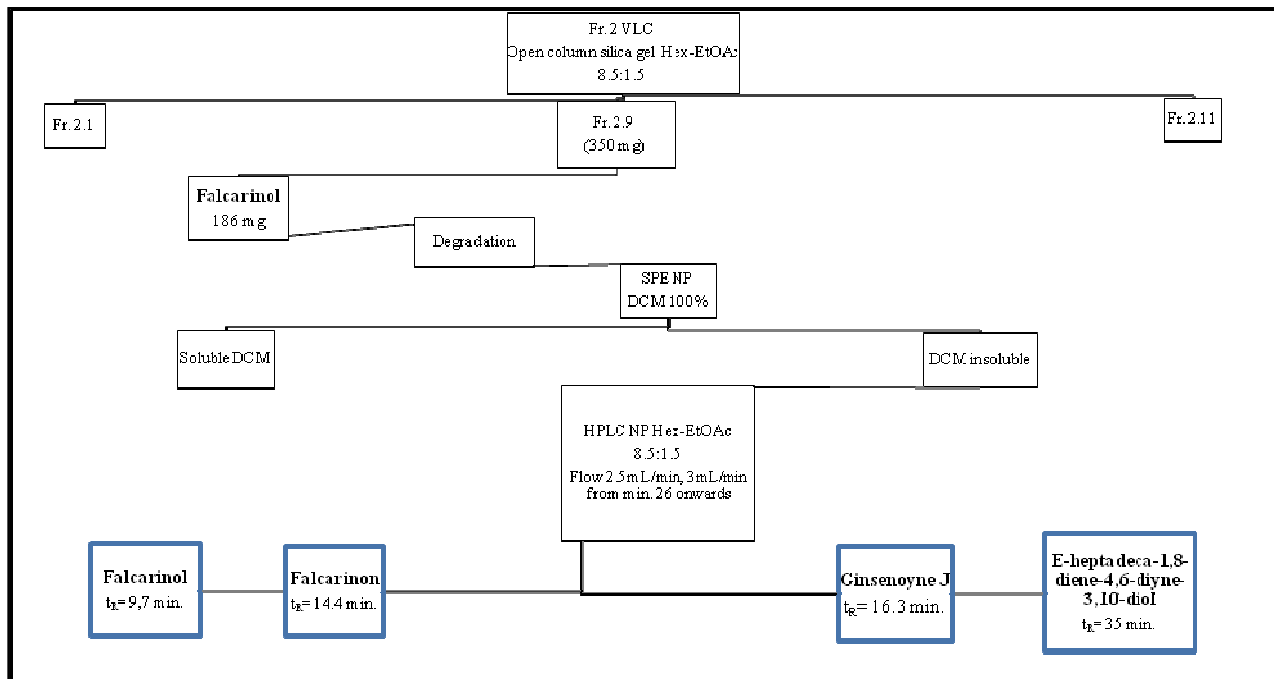 Fr. 2 VLC
Open column silica gel Hex-EtOAc
8.5:1.5
Fr. 2.1
Fr. 2.9
(350 mg)
Fr. 2.11
Falcarinol
186 mg
Degradation
SPE NP
DCM 100%
Soluble DCM
DCM insoluble
HPLC NP Hex-EtOAc
8.5:1.5
Flow 2.5 mL/min, 3 mL/min
from min. 26 onwards
Falcarinol
tR= 9,7 min.
Falcarinon
tR= 14.4 min.
Ginsenoyne J
tR= 16.3 min.
E-heptadeca-1,8-
diene-4,6-diyne-
3,10-diol
tR= 35 min.